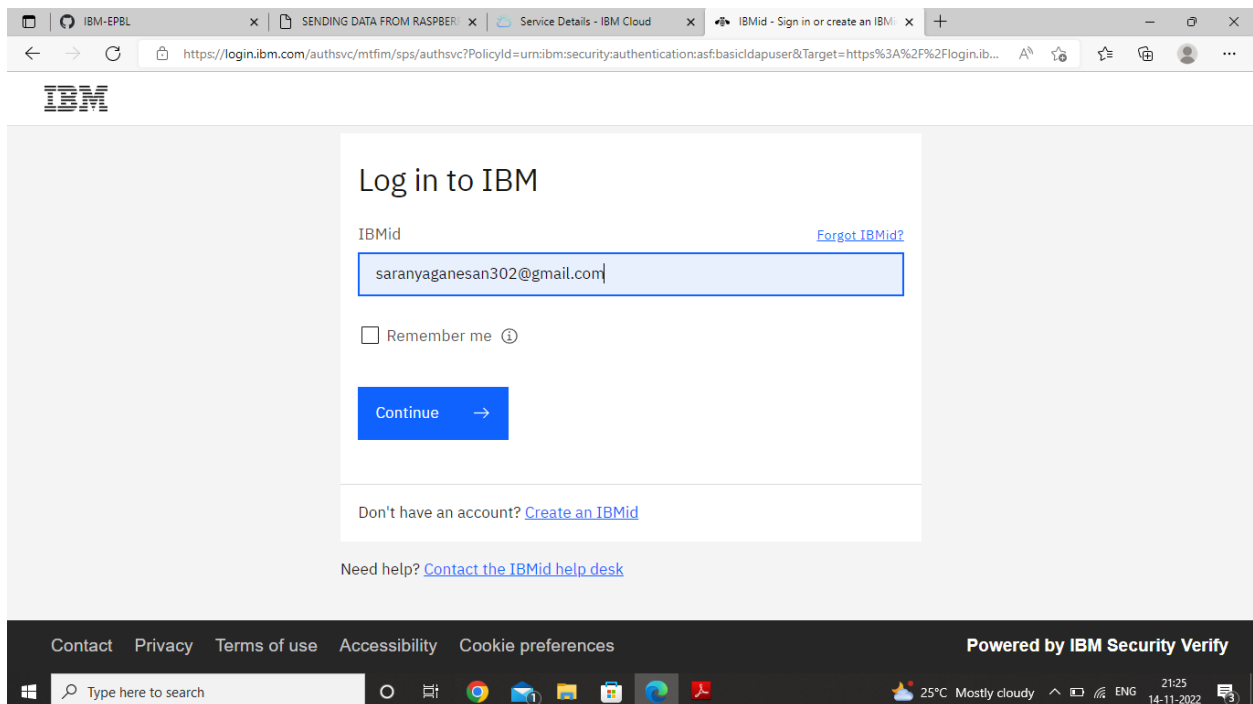 IBM-EPBL
SENDING DATA FROM RASPBER
Service Details - IBM Cloud
IBMid - Sign in or create an IBMi
https://login.ibm.com/authsvc/mtfim/sps/authsvc?PolicyId=urn:ibm:security:authentication:asf:basicldapuser&Target=https%3A%2F%2Flogin.ib...
IBM
Log in to IBM
IBMid
Forgot IBMid?
saranyaganesan302@gmail.com
Remember me
Continue
Don't have an account? Create an IBMid
Need help? Contact the IBMid help desk
Contact Privacy Terms of use Accessibility Cookie preferences
Powered by IBM Security Verify
Type here to search
25°C Mostly cloudy
ENG
21:25
14-11-2022